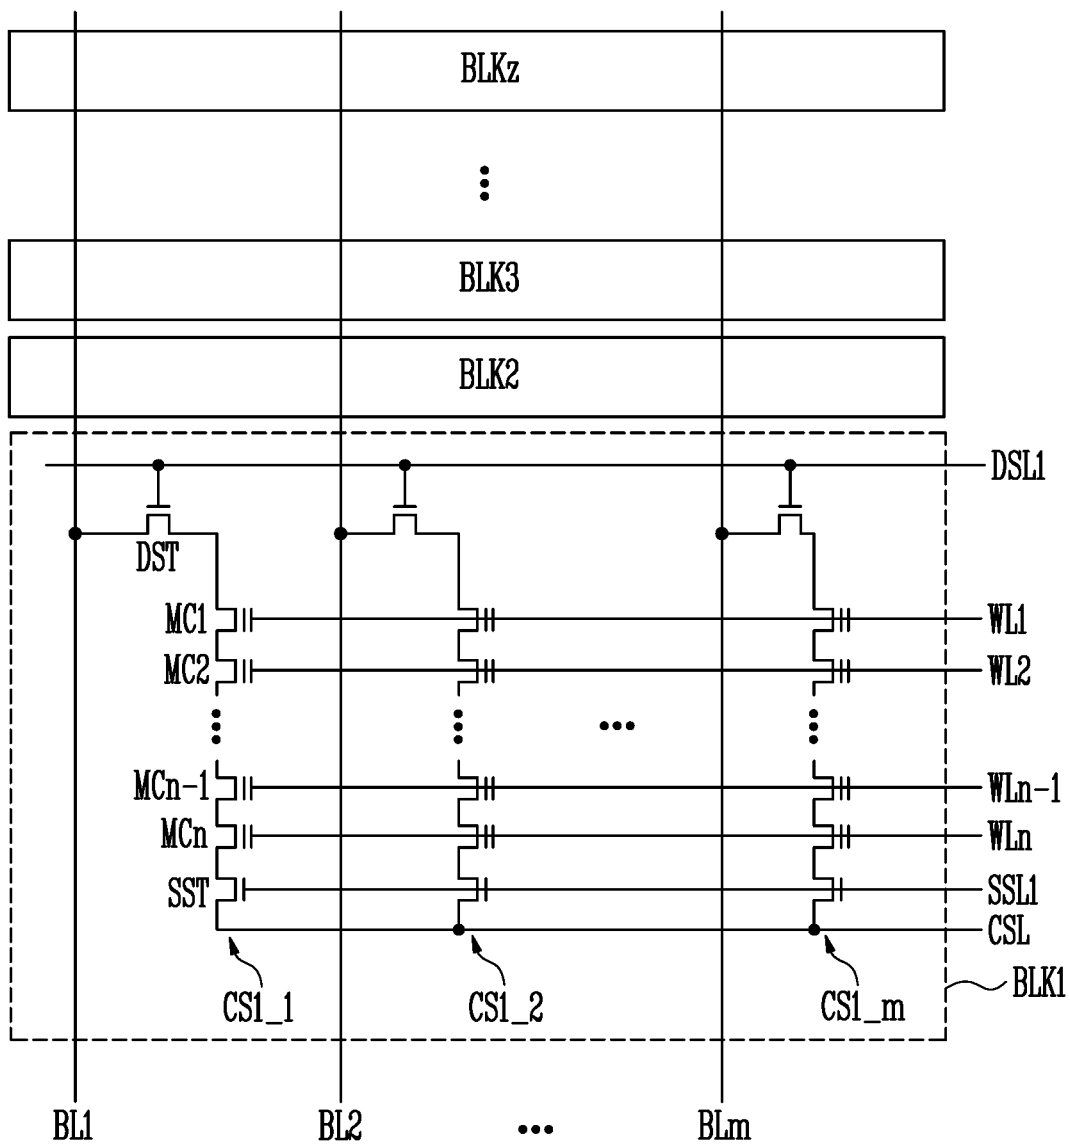 BLKz
BLK3
BLK2
DSL1
DST
MC1 WL1
MC2 WL2
MCn-1 WLn-1
MCn WLn
SST SSL1
CSL
BLK1
CS1_1 CS1_2 CS1_m
BL1 BL2 BLm